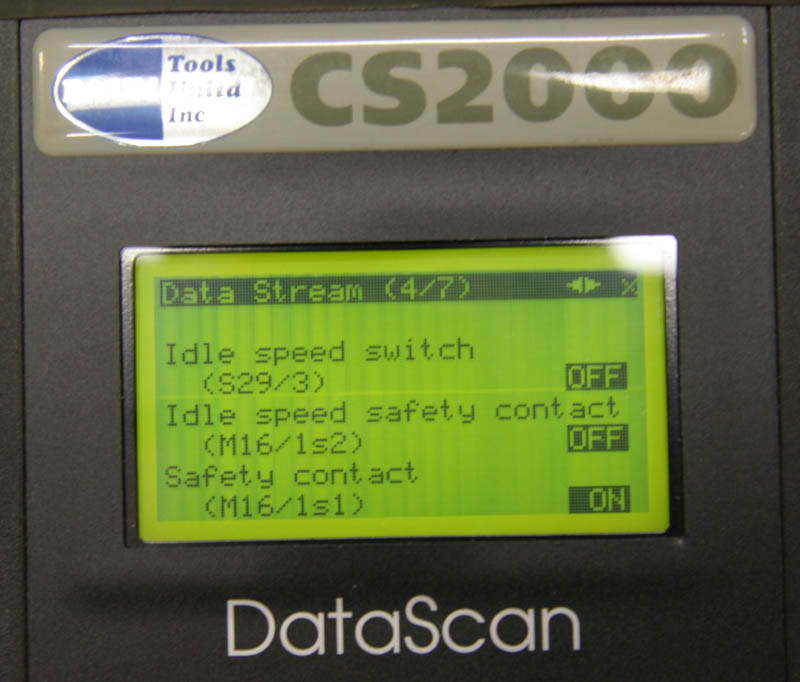 Tools
Inc
CS2000
Data Stream (4/7)
Idle speed switch
(S29/3) OFF
Idle speed safety contact
(M16/1s2) OFF
Safety contact
(M16/1s1) ON
DataScan